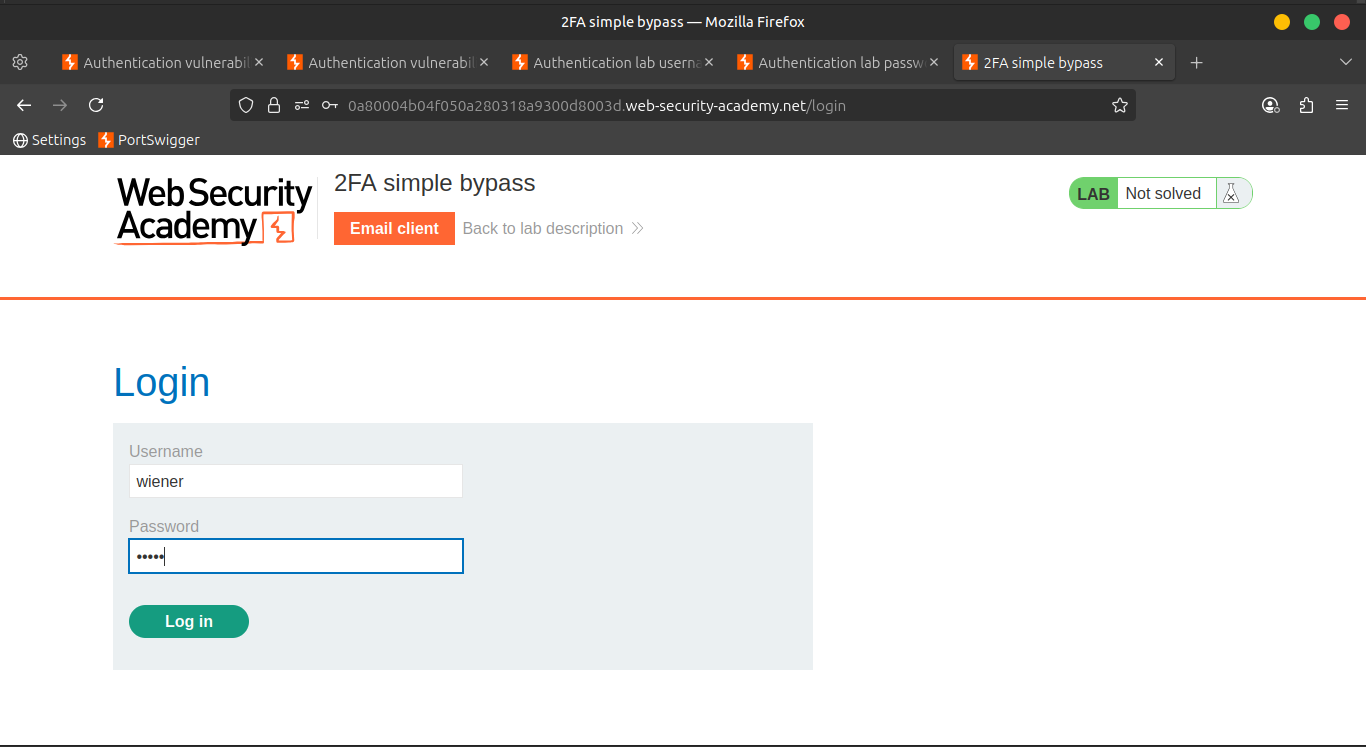 2FA simple bypass — Mozilla Firefox
Authentication vulnerabil
Authentication vulnerabil
Authentication lab userna
Authentication lab passw
2FA simple bypass
0a80004b04f050a280318a9300d8003d.web-security-academy.net/login
Settings
PortSwigger
Web Security
Academy
2FA simple bypass
Email client
Back to lab description
LAB
Not solved
Login
Username
wiener
Password
•••••
Log in